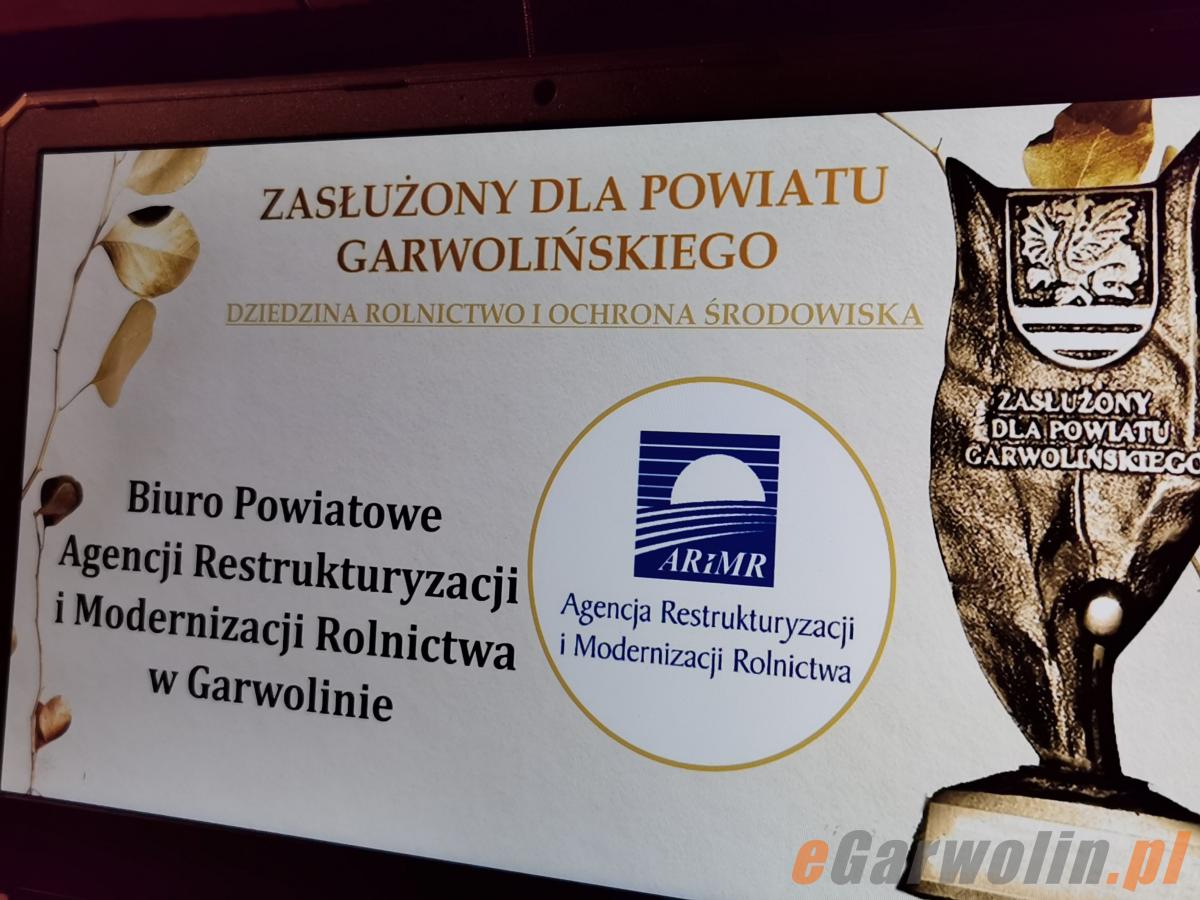 ZASŁUŻONY DLA POWIATU
GARWOLIŃSKIEGO
DZIEDZINA ROLNICTWO I OCHRONA ŚRODOWISKA
Biuro Powiatowe
Agencji Restrukturyzacji
i Modernizacji Rolnictwa
w Garwolinie
ARiMR
Agencja Restrukturyzacji
i Modernizacji Rolnictwa
ZASŁUŻONY
DLA POWIATU
GARWOLIŃSKIEGO
eGarwolin.pl